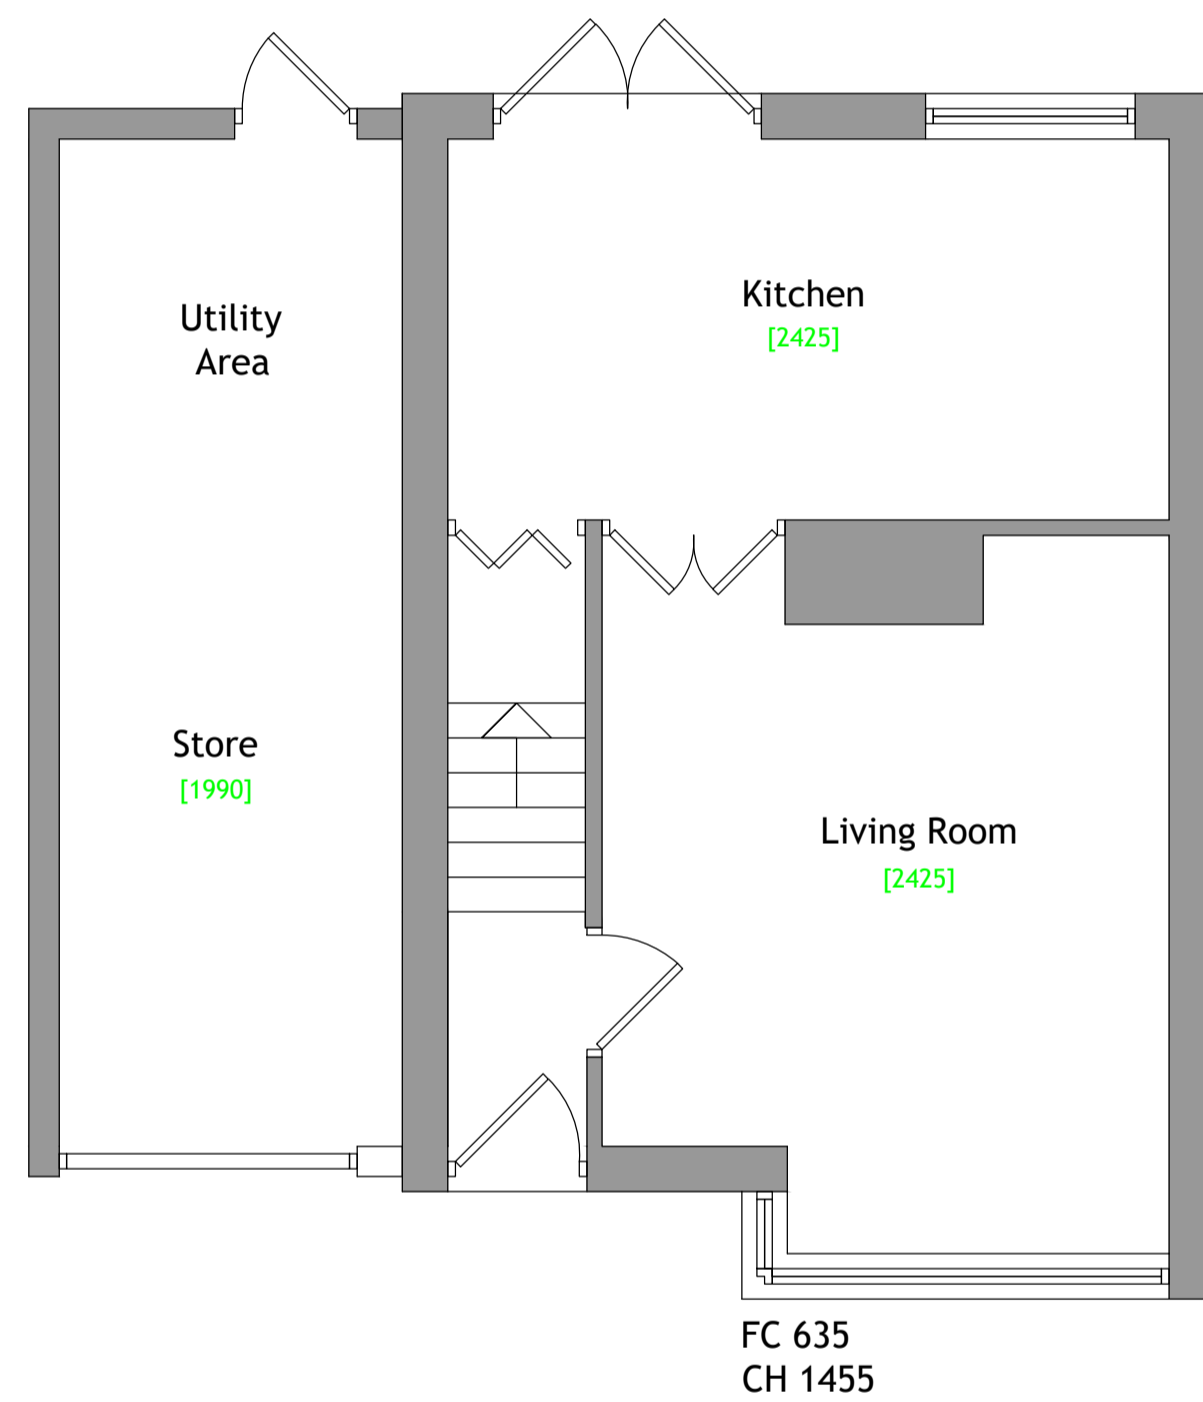 Utility
Area
Kitchen
[2425]
Store
[1990]
Living Room
[2425]
FC 635
CH 1455